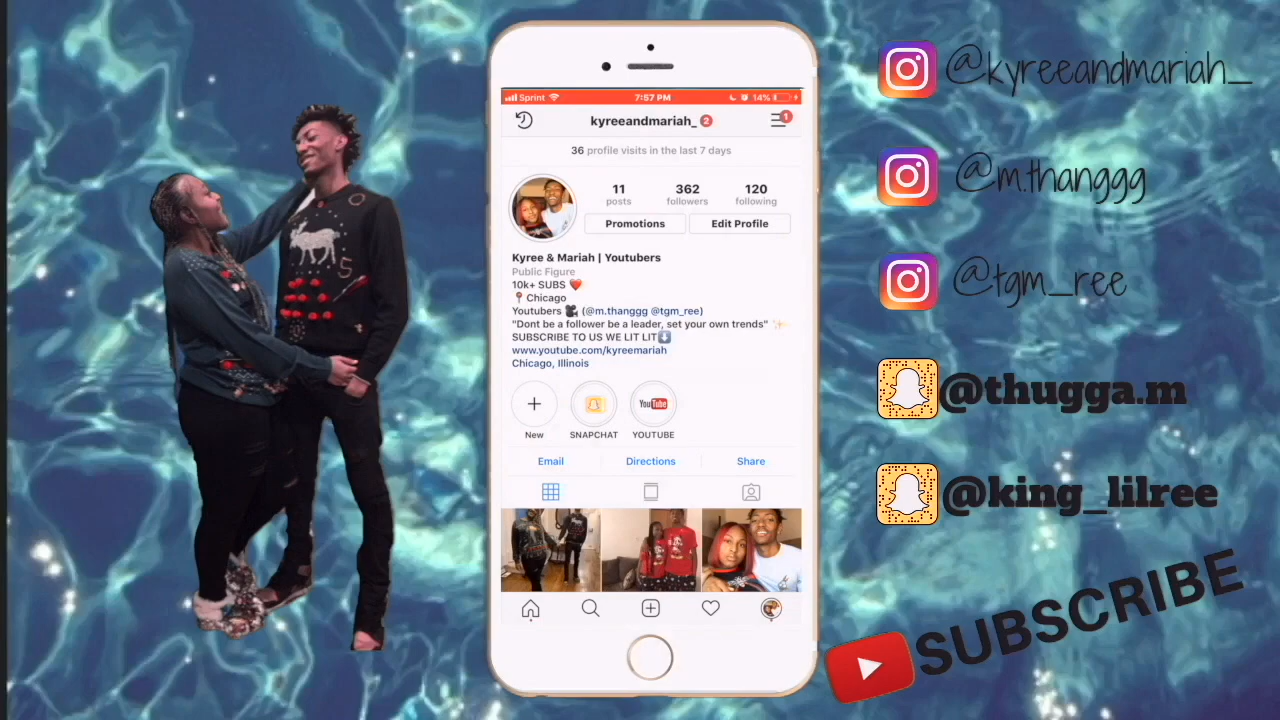 Sprint 7:57 PM 14%
kyreeandmariah_ 2
1
36 profile visits in the last 7 days
11 362 120
posts followers following
Promotions Edit Profile
Kyree & Mariah | Youtubers
Public Figure
10k+ SUBS ❤️
📍Chicago
Youtubers 🎥 (@m.thanggg @tgm_ree)
"Dont be a follower be a leader, set your own trends" ✨
SUBSCRIBE TO US WE LIT LIT⬇️
www.youtube.com/kyreemariah
Chicago, Illinois
YouTube
New SNAPCHAT YOUTUBE
Email Directions Share
@kyreeandmariah_
@m.thanggg
@tgm_ree
@thugga.m
@king_lilree
SUBSCRIBE